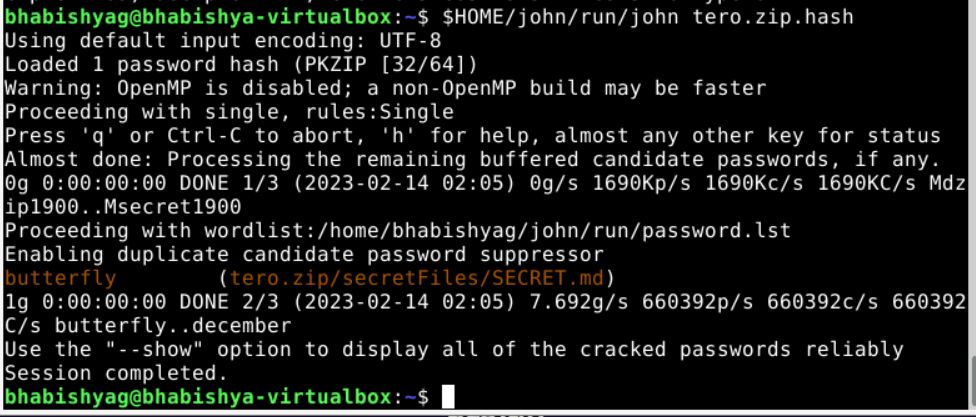 bhabishyag@bhabishya-virtualbox:~$ $HOME/john/run/john tero.zip.hash
Using default input encoding: UTF-8
Loaded 1 password hash (PKZIP [32/64])
Warning: OpenMP is disabled; a non-OpenMP build may be faster
Proceeding with single, rules:Single
Press 'q' or Ctrl-C to abort, 'h' for help, almost any other key for status
Almost done: Processing the remaining buffered candidate passwords, if any.
0g 0:00:00:00 DONE 1/3 (2023-02-14 02:05) 0g/s 1690Kp/s 1690Kc/s 1690KC/s Mdz
ip1900..Msecret1900
Proceeding with wordlist:/home/bhabishyag/john/run/password.lst
Enabling duplicate candidate password suppressor
butterfly        (tero.zip/secretFiles/SECRET.md)
1g 0:00:00:00 DONE 2/3 (2023-02-14 02:05) 7.692g/s 660392p/s 660392c/s 660392
C/s butterfly..december
Use the "--show" option to display all of the cracked passwords reliably
Session completed.
bhabishyag@bhabishya-virtualbox:~$